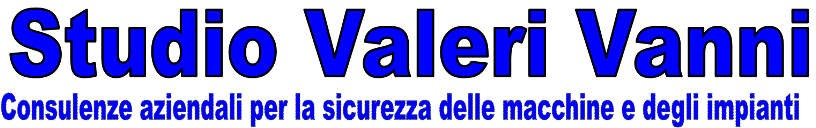 Studio Valeri Vanni
Consulenze aziendali per la sicurezza delle macchine e degli impianti